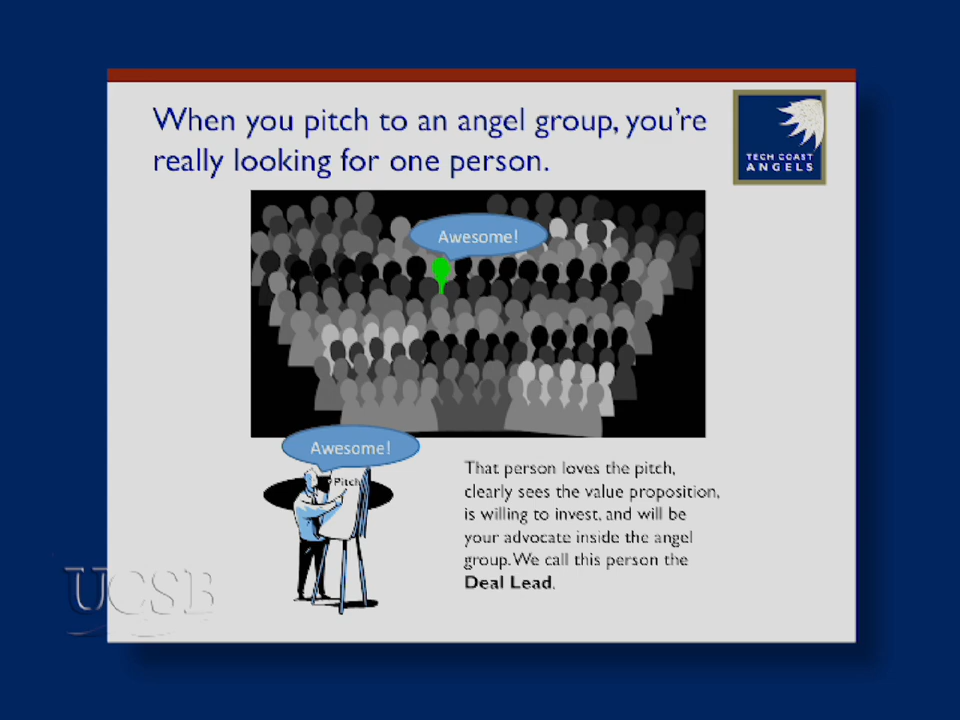 When you pitch to an angel group, you're
really looking for one person.
TECH COAST
ANGELS
Awesome!
Awesome!
Pitch
That person loves the pitch,
clearly sees the value proposition,
is willing to invest, and will be
your advocate inside the angel
group. We call this person the
Deal Lead.
UCSB